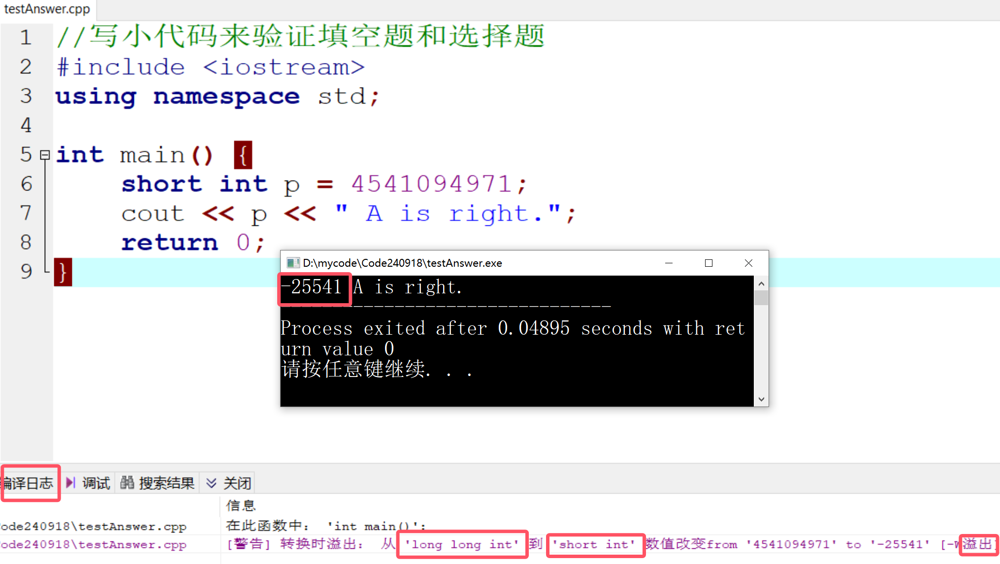 testAnswer.cpp
1 //写小代码来验证填空题和选择题
2 #include <iostream>
3 using namespace std;
4
5 int main() {
6 short int p = 4541094971;
7 cout << p << " A is right.";
8 return 0;
9 }
D:\mycode\Code240918\testAnswer.exe
-25541 A is right.
--------------------------------
Process exited after 0.04895 seconds with ret
urn value 0
请按任意键继续. . .
编译日志 调试 搜索结果 关闭
信息
ode240918\testAnswer.cpp 在此函数中: 'int main()':
ode240918\testAnswer.cpp [警告] 转换时溢出: 从 'long long int' 到 'short int' 数值改变from '4541094971' to '-25541' [-W溢出]